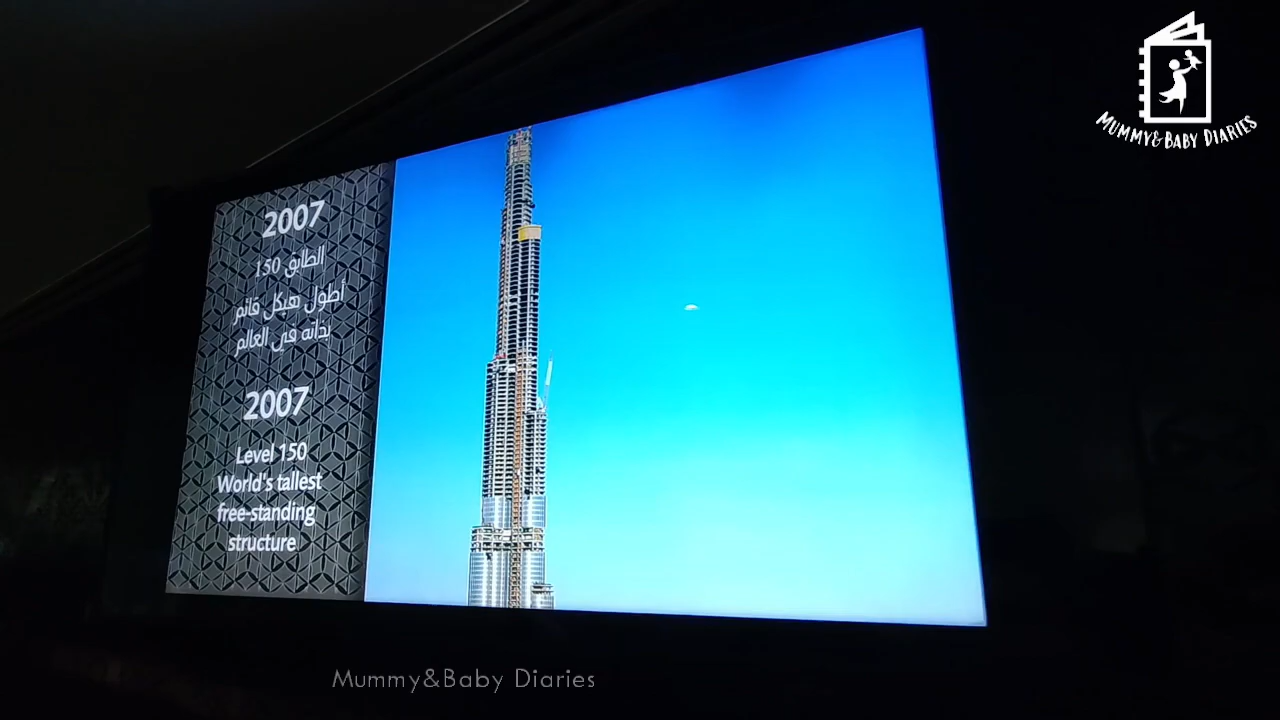 2007
الطابق 150
أطول هيكل قائم
بذاته في العالم
2007
Level 150
World's tallest
free-standing
structure
MUMMY&BABY DIARIES
Mummy&Baby Diaries